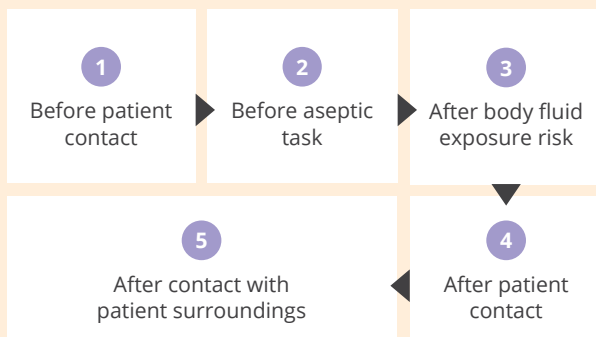 1
Before patient
contact
2
Before aseptic
task
3
After body fluid
exposure risk
4
After patient
contact
5
After contact with
patient surroundings